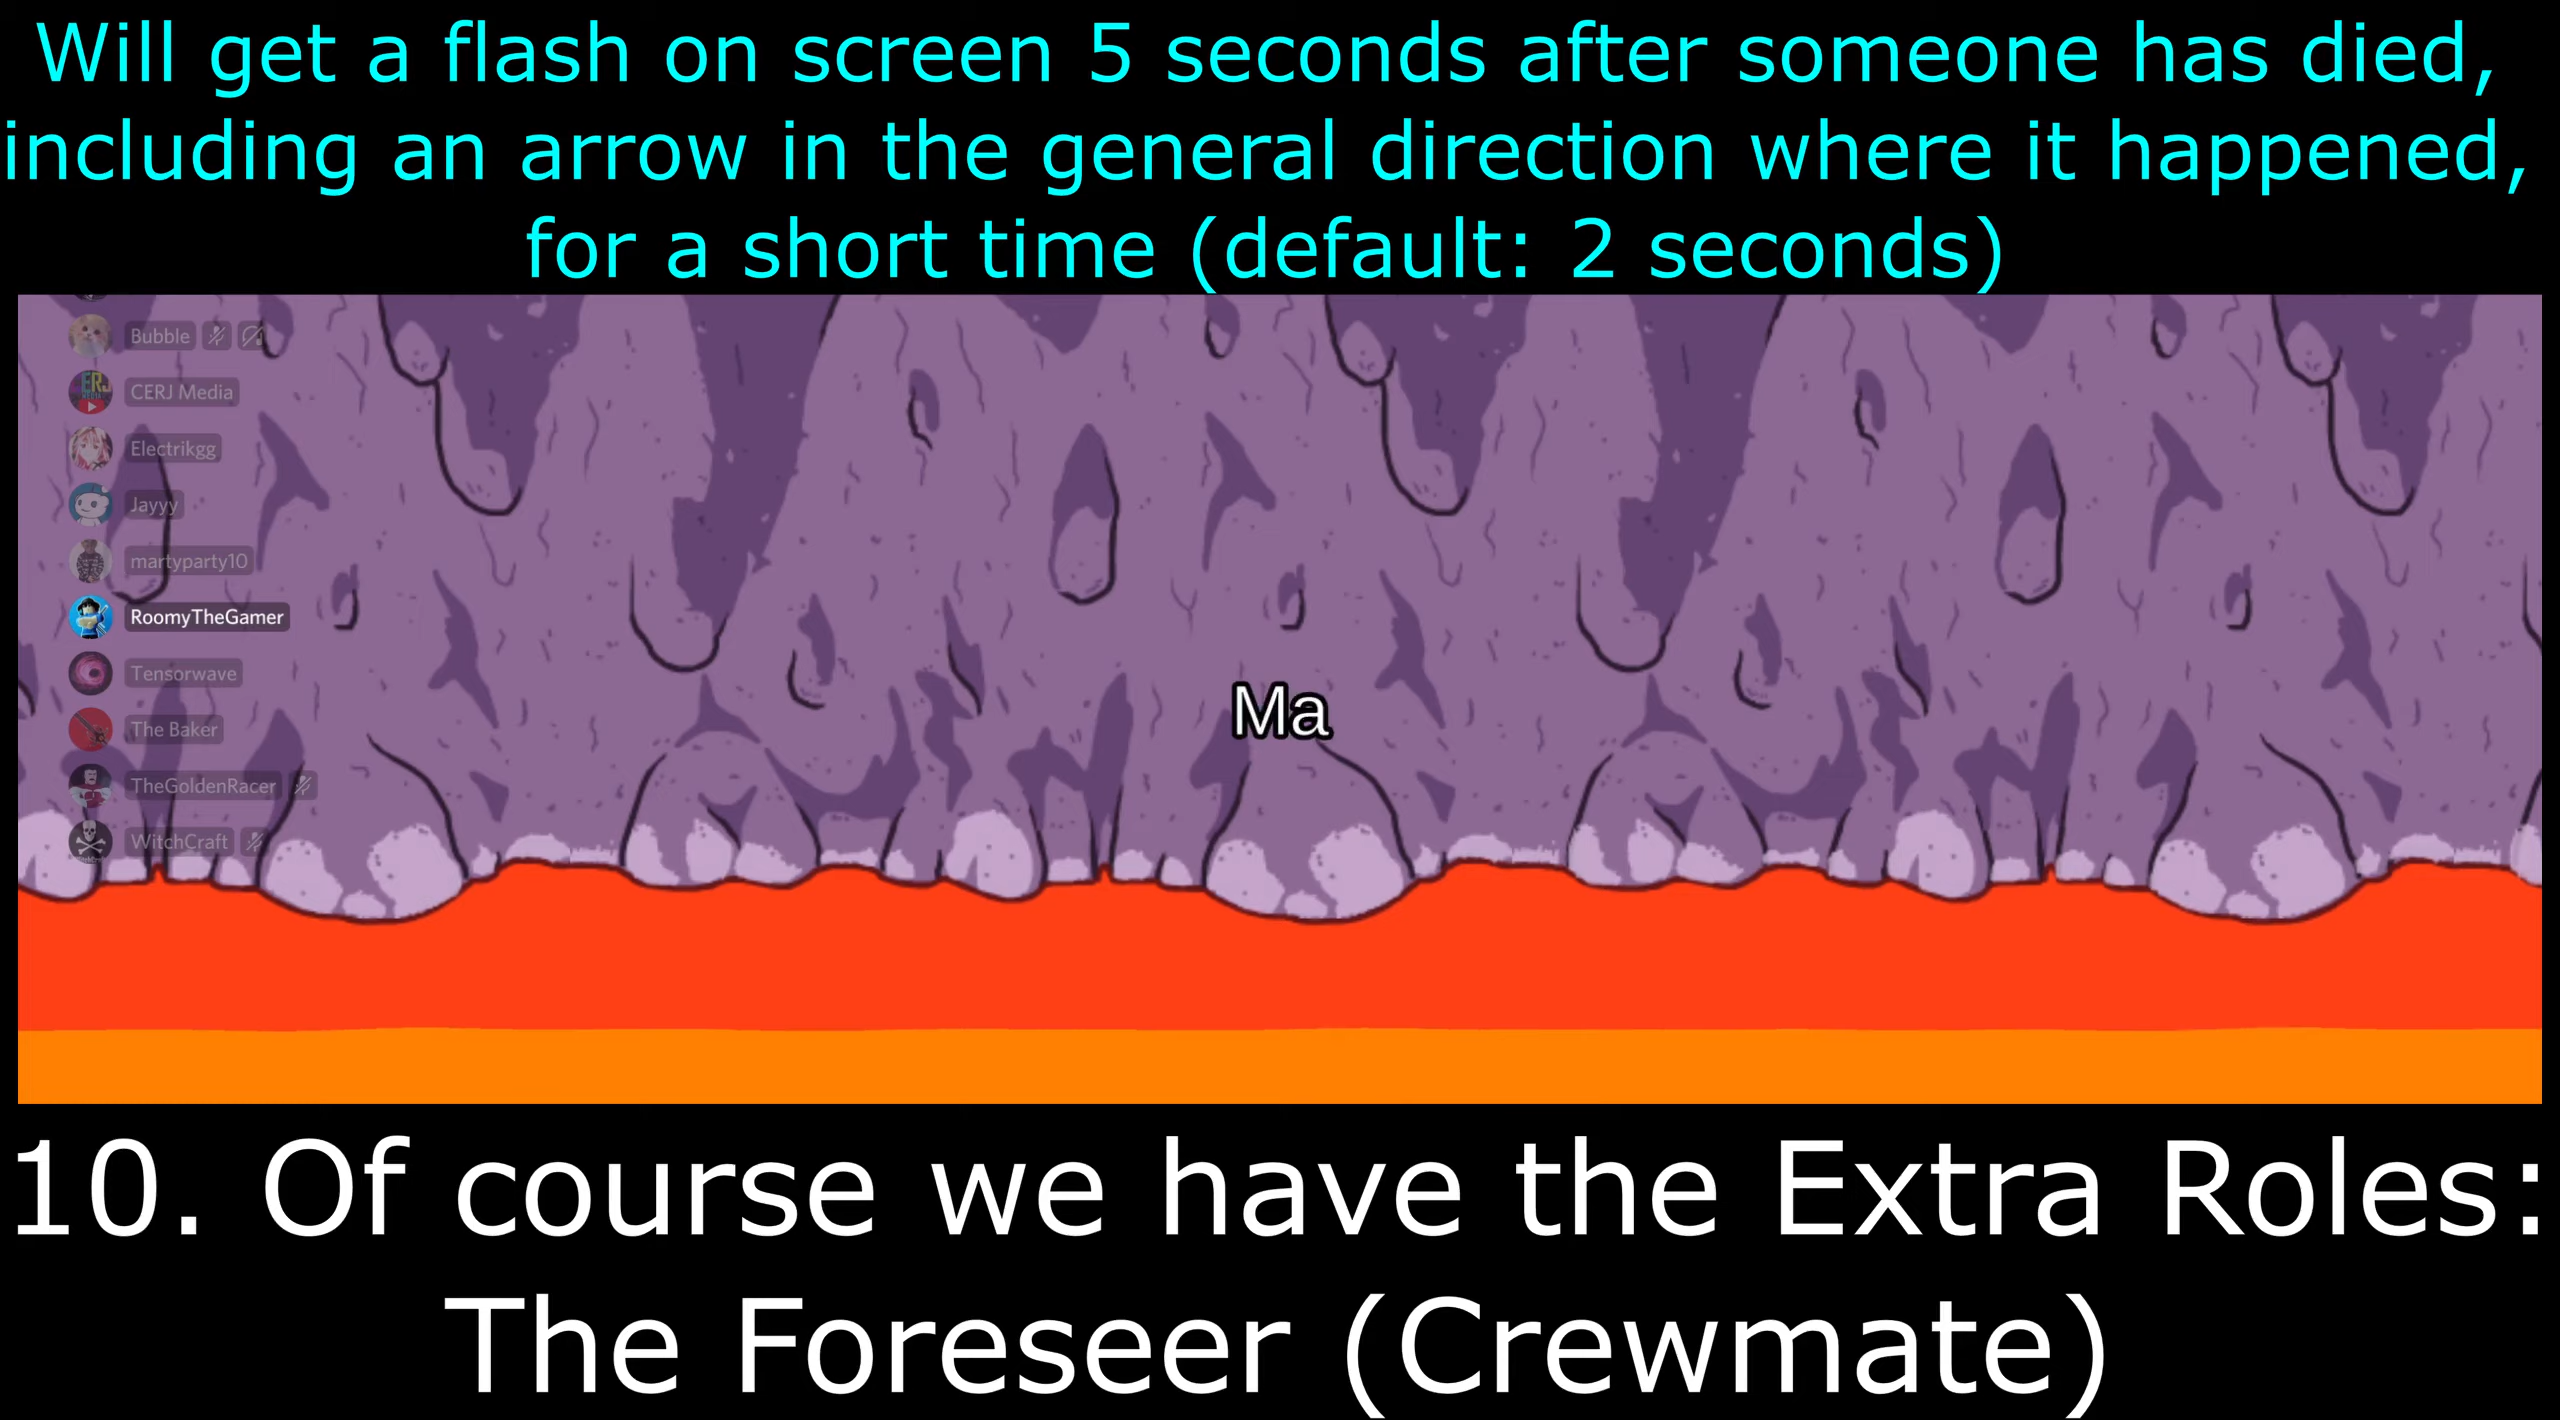 Will get a flash on screen 5 seconds after someone has died,
including an arrow in the general direction where it happened,
for a short time (default: 2 seconds)
Bubble
CERJ Media
Electrikgg
Jayyy
martyparty10
RoomyTheGamer
Tensorwave
The Baker
TheGoldenRacer
WitchCraft
Ma
10. Of course we have the Extra Roles:
The Foreseer (Crewmate)